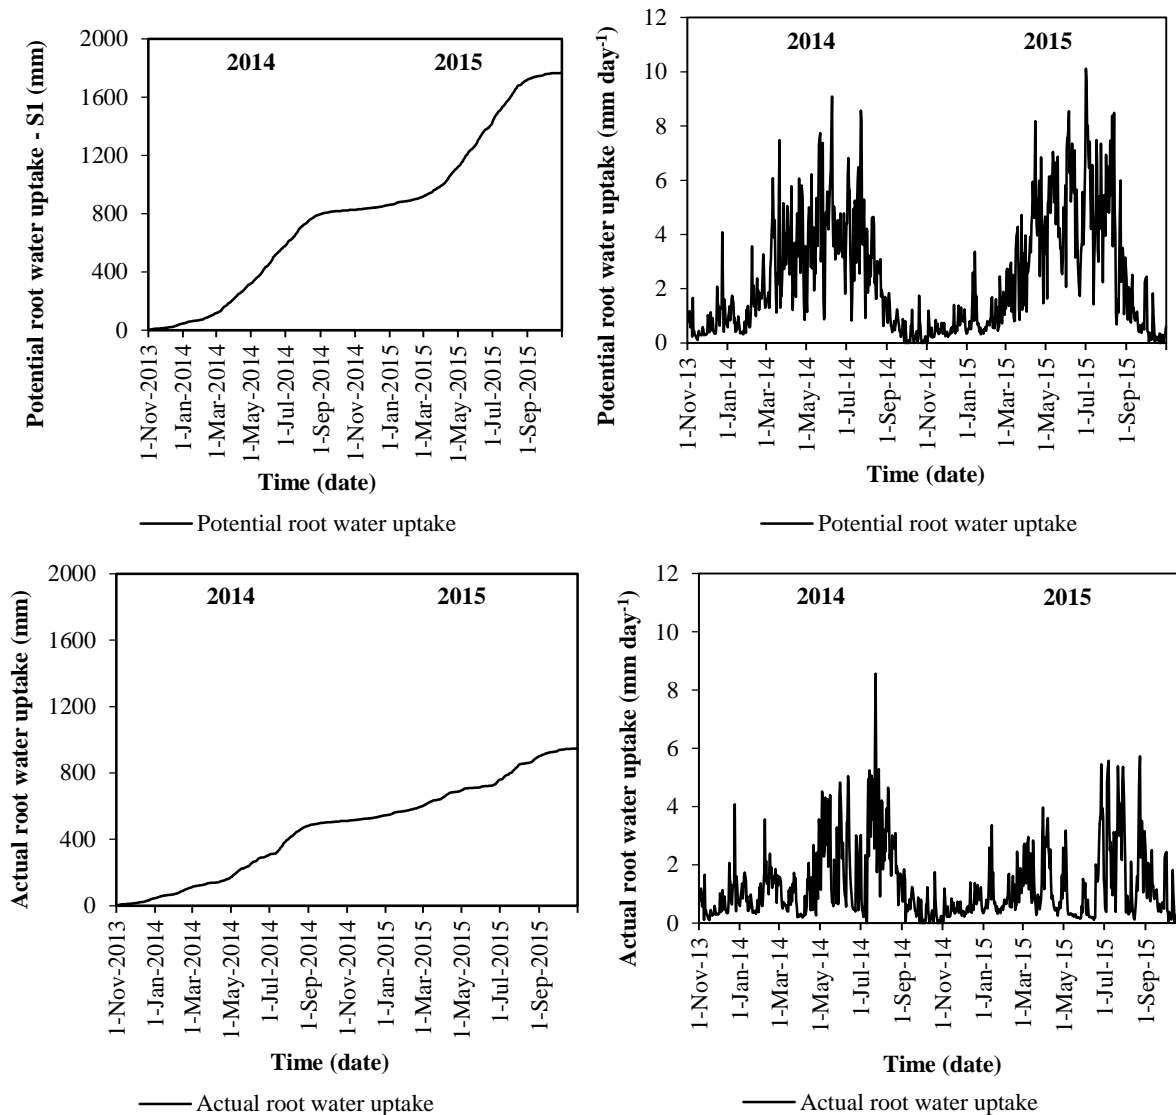 Potential root water uptake - S1 (mm)
2000
1600
1200
800
400
0
2014
2015
1-Nov-2013
1-Jan-2014
1-Mar-2014
1-May-2014
1-Jul-2014
1-Sep-2014
1-Nov-2014
1-Jan-2015
1-Mar-2015
1-May-2015
1-Jul-2015
1-Sep-2015
Time (date)
Potential root water uptake
Potential root water uptake (mm day-1)
12
10
8
6
4
2
0
2014
2015
1-Nov-13
1-Jan-14
1-Mar-14
1-May-14
1-Jul-14
1-Sep-14
1-Nov-14
1-Jan-15
1-Mar-15
1-May-15
1-Jul-15
1-Sep-15
Time (date)
Potential root water uptake
Actual root water uptake (mm)
2000
1600
1200
800
400
0
2014
2015
1-Nov-2013
1-Jan-2014
1-Mar-2014
1-May-2014
1-Jul-2014
1-Sep-2014
1-Nov-2014
1-Jan-2015
1-Mar-2015
1-May-2015
1-Jul-2015
1-Sep-2015
Time (date)
Actual root water uptake
Actual root water uptake (mm day-1)
12
10
8
6
4
2
0
2014
2015
1-Nov-13
1-Jan-14
1-Mar-14
1-May-14
1-Jul-14
1-Sep-14
1-Nov-14
1-Jan-15
1-Mar-15
1-May-15
1-Jul-15
1-Sep-15
Time (date)
Actual root water uptake